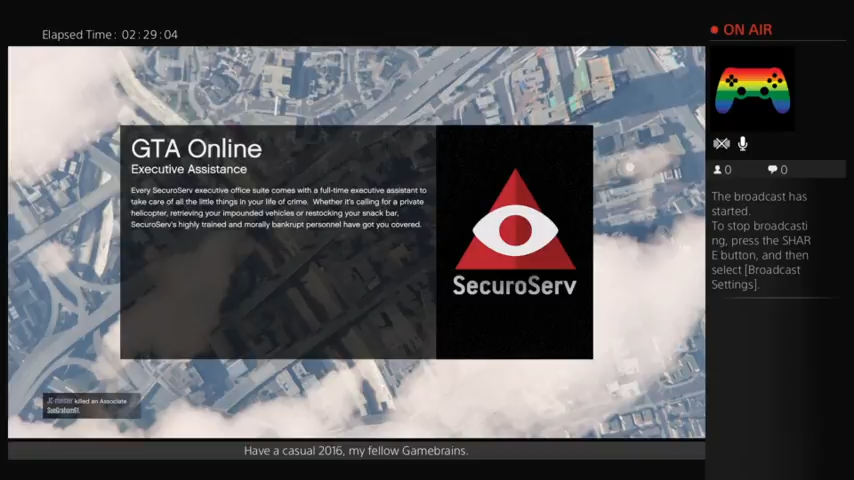 Elapsed Time : 02:29:04
ON AIR
GTA Online
Executive Assistance
Every SecuroServ executive office suite comes with a full-time executive assistant to
take care of all the little things in your life of crime. Whether it's calling for a private
helicopter, retrieving your impounded vehicles or restocking your snack bar,
SecuroServ's highly trained and morally bankrupt personnel have got you covered.
SecuroServ
0
0
The broadcast has
started.
To stop broadcasti
ng, press the SHAR
E button, and then
select [Broadcast
Settings].
killed an Associate
Have a casual 2016, my fellow Gamebrains.